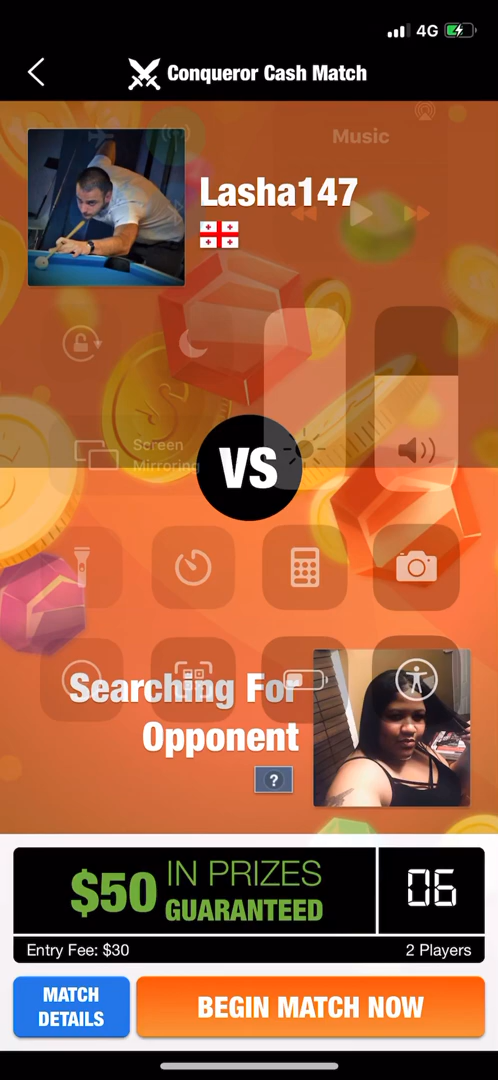 4G
Conqueror Cash Match
Music
Lasha147
Screen
Mirroring
VS
Searching For
Opponent
?
$50 IN PRIZES
GUARANTEED
06
Entry Fee: $30
2 Players
MATCH
DETAILS
BEGIN MATCH NOW